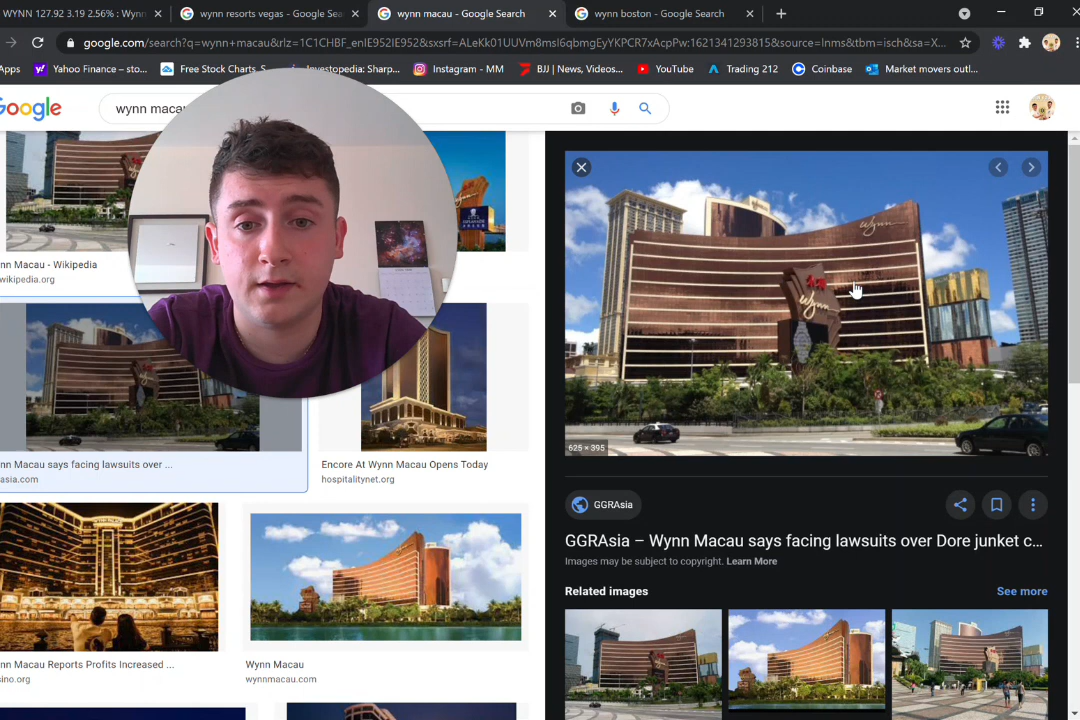 WYNN 127.92 3.19 2.56% : Wynn
wynn resorts vegas - Google Sea
wynn macau - Google Search
wynn boston - Google Search
google.com/search?q=wynn+macau&rlz=1C1CHBF_enIE952IE952&sxsrf=ALeKk01UUVm8msI6qbmgEyYKPCR7xAcpPw:1621341293815&source=lnms&tbm=isch&sa=X...
Apps
Yahoo Finance – sto...
Free Stock Charts, S
Investopedia: Sharp...
Instagram - MM
BJJ | News, Videos...
YouTube
Trading 212
Coinbase
Market movers outl...
Google
wynn macau
nn Macau - Wikipedia
wikipedia.org
nn Macau says facing lawsuits over ...
asia.com
Encore At Wynn Macau Opens Today
hospitalitynet.org
nn Macau Reports Profits Increased ...
sino.org
Wynn Macau
wynnmacau.com
wynn
wynn
625 × 395
GGRAsia
GGRAsia – Wynn Macau says facing lawsuits over Dore junket c...
Images may be subject to copyright. Learn More
Related images
See more